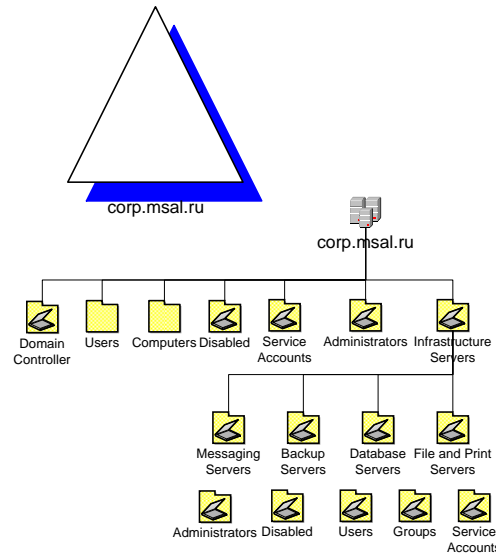 corp.msal.ru
corp.msal.ru
Domain Controller
Users
Computers
Disabled
Service Accounts
Administrators
Infrastructure Servers
Messaging Servers
Backup Servers
Database Servers
File and Print Servers
Administrators
Disabled
Users
Groups
Service Accounts